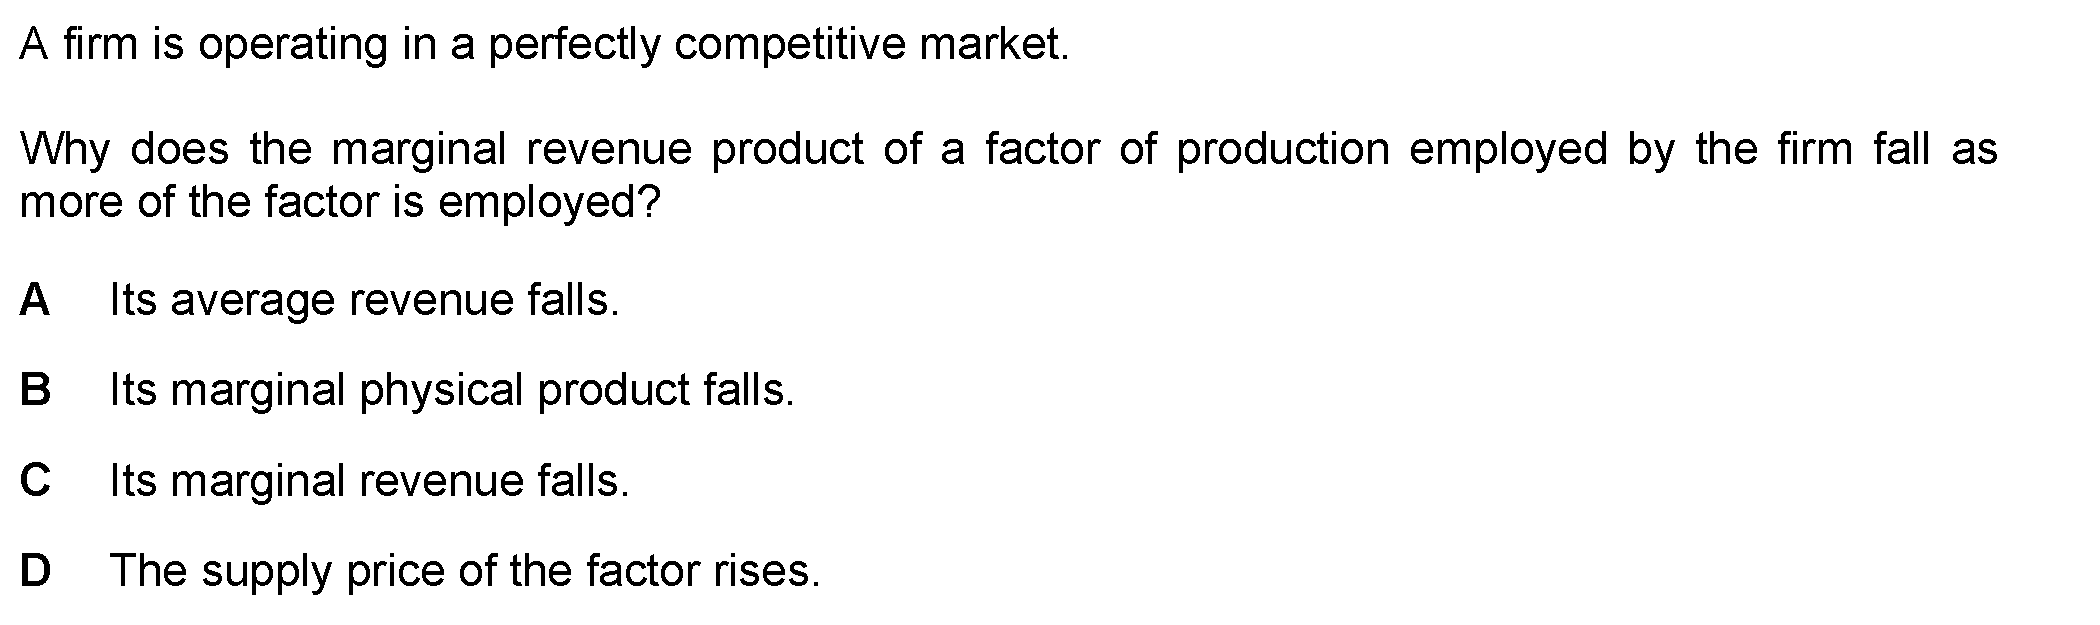 A firm is operating in a perfectly competitive market.
Why does the marginal revenue product of a factor of production employed by the firm fall as
more of the factor is employed?
A Its average revenue falls.
B Its marginal physical product falls.
C Its marginal revenue falls.
D The supply price of the factor rises.